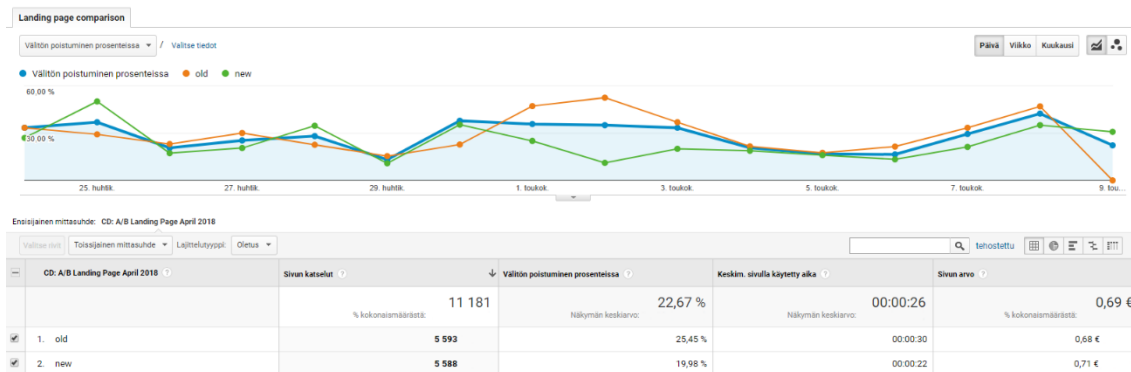 Landing page comparison
Välitön poistuminen prosenteissa / Valitse tiedot
Päivä Viikko Kuukausi
Välitön poistuminen prosenteissa old new
60,00 %
30,00 %
25. huhtik. 27. huhtik. 29. huhtik. 1. toukok. 3. toukok. 5. toukok. 7. toukok. 9. tou...
Ensisijainen mittasuhde: CD: A/B Landing Page April 2018
Valitse rivit Toissijainen mittasuhde Lajittelutyyppi: Oletus tehostettu
CD: A/B Landing Page April 2018 Sivun katselut Välitön poistuminen prosenteissa Keskim. sivulla käytetty aika Sivun arvo
11 181 22,67 % 00:00:26 0,69 €
% kokonaismäärästä: Näkymän keskiarvo: Näkymän keskiarvo: % kokonaismäärästä:
1. old 5 593 25,45 % 00:00:30 0,68 €
2. new 5 588 19,98 % 00:00:22 0,71 €